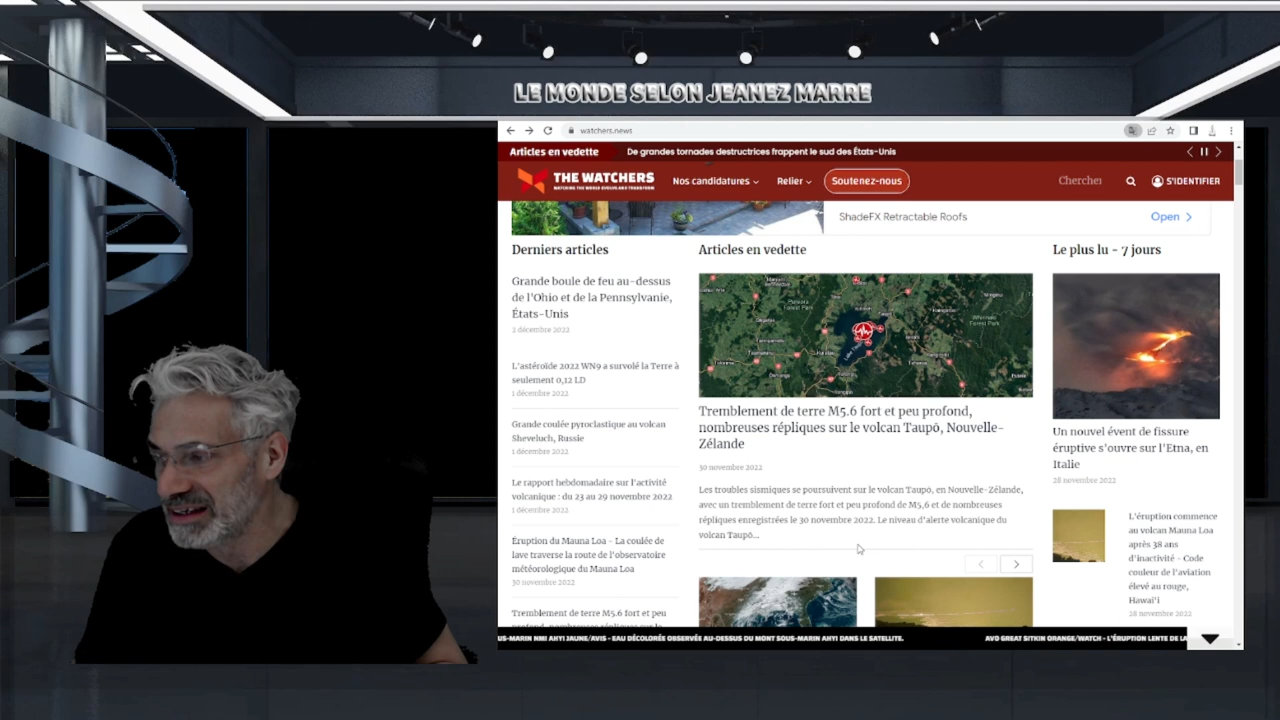 LE MONDE SELON JEANEZ MARRE
watchers.news
Articles en vedette
De grandes tornades destructrices frappent le sud des États-Unis
THE WATCHERS
WATCHING THE WORLD EVOLVE AND TRANSFORM
Nos candidatures
Relier
Soutenez-nous
Cherchei
S'IDENTIFIER
ShadeFX Retractable Roofs
Open
Derniers articles
Grande boule de feu au-dessus
de l'Ohio et de la Pennsylvanie,
États-Unis
2 décembre 2022
L'astéroïde 2022 WN9 a survolé la Terre à
seulement 0,12 LD
1 décembre 2022
Grande coulée pyroclastique au volcan
Sheveluch, Russie
1 décembre 2022
Le rapport hebdomadaire sur l'activité
volcanique : du 23 au 29 novembre 2022
1 décembre 2022
Éruption du Mauna Loa - La coulée de
lave traverse la route de l'observatoire
météorologique du Mauna Loa
30 novembre 2022
Tremblement de terre M5.6 fort et peu
Articles en vedette
Tremblement de terre M5.6 fort et peu profond,
nombreuses répliques sur le volcan Taupō, Nouvelle-
Zélande
30 novembre 2022
Les troubles sismiques se poursuivent sur le volcan Taupō, en Nouvelle-Zélande,
avec un tremblement de terre fort et peu profond de M5,6 et de nombreuses
répliques enregistrées le 30 novembre 2022. Le niveau d'alerte volcanique du
volcan Taupō...
Le plus lu - 7 jours
Un nouvel évent de fissure
éruptive s'ouvre sur l'Etna, en
Italie
28 novembre 2022
L'éruption commence
au volcan Mauna Loa
après 38 ans
d'inactivité - Code
couleur de l'aviation
élevé au rouge,
Hawai'i
28 novembre 2022
US-MARIN NMI AHYI JAUNE/AVIS - EAU DÉCOLORÉE OBSERVÉE AU-DESSUS DU MONT SOUS-MARIN AHYI DANS LE SATELLITE.
AVO GREAT SITKIN ORANGE/WATCH - L'ÉRUPTION LENTE DE LA